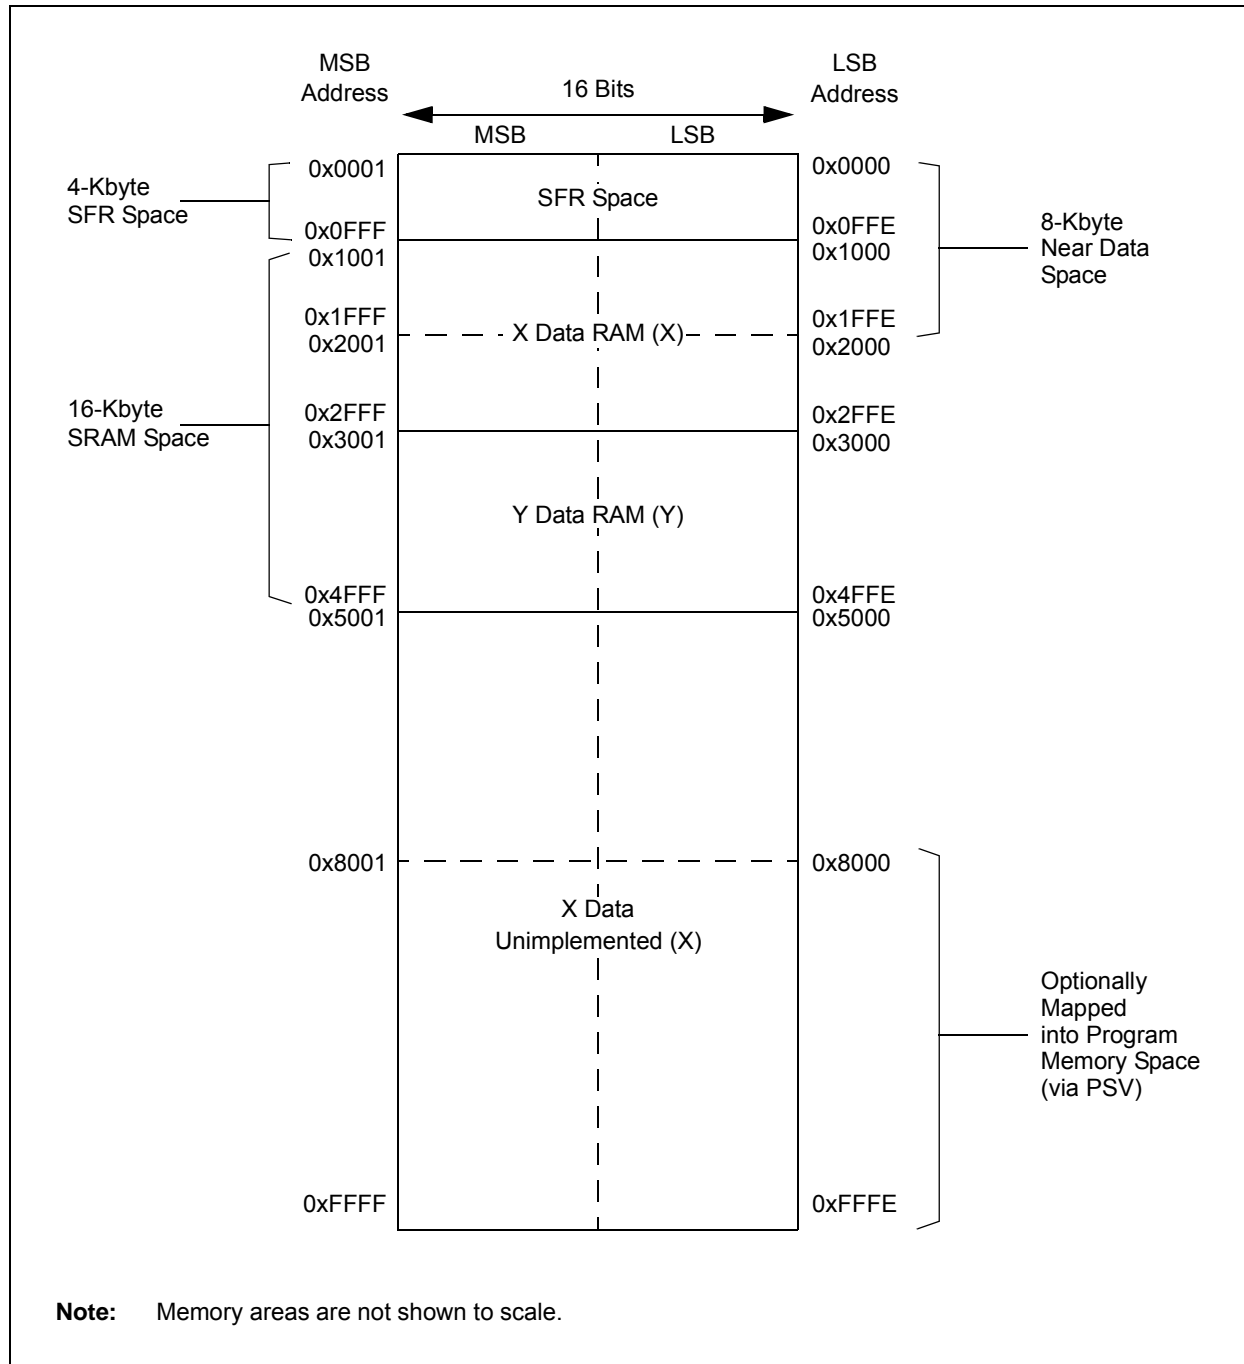 MSB
Address
16 Bits
LSB
Address
MSB
LSB
0x0001
0x0000
4-Kbyte
SFR Space
SFR Space
0x0FFF
0x0FFE
0x1001
0x1000
8-Kbyte
Near Data
Space
0x1FFF
0x1FFE
X Data RAM (X)
0x2001
0x2000
16-Kbyte
SRAM Space
0x2FFF
0x2FFE
0x3001
0x3000
Y Data RAM (Y)
0x4FFF
0x4FFE
0x5001
0x5000
0x8001
0x8000
X Data
Unimplemented (X)
Optionally
Mapped
into Program
Memory Space
(via PSV)
0xFFFF
0xFFFE
Note: Memory areas are not shown to scale.